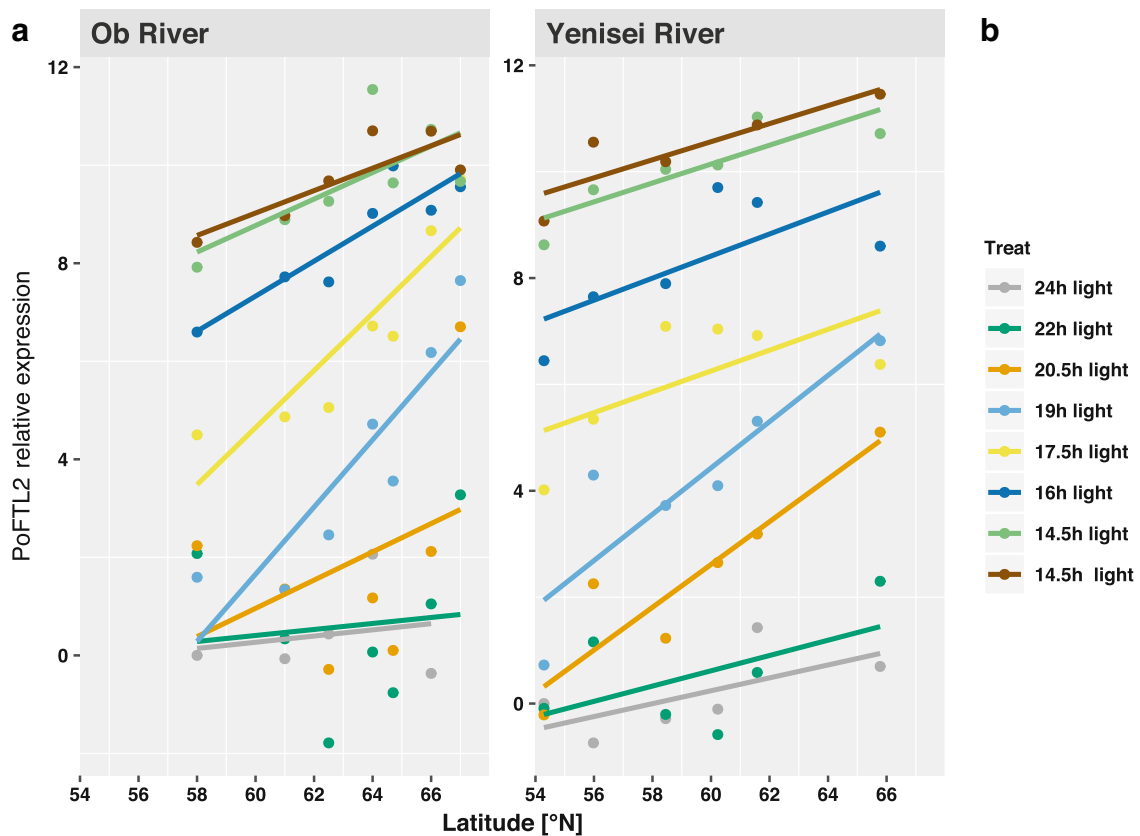 a
Ob River
Yenisei River
b
PoFTL2 relative expression
12
8
4
0
12
8
4
0
54 56 58 60 62 64 66
54 56 58 60 62 64 66
Latitude [°N]
Treat
24h light
22h light
20.5h light
19h light
17.5h light
16h light
14.5h light
14.5h  light